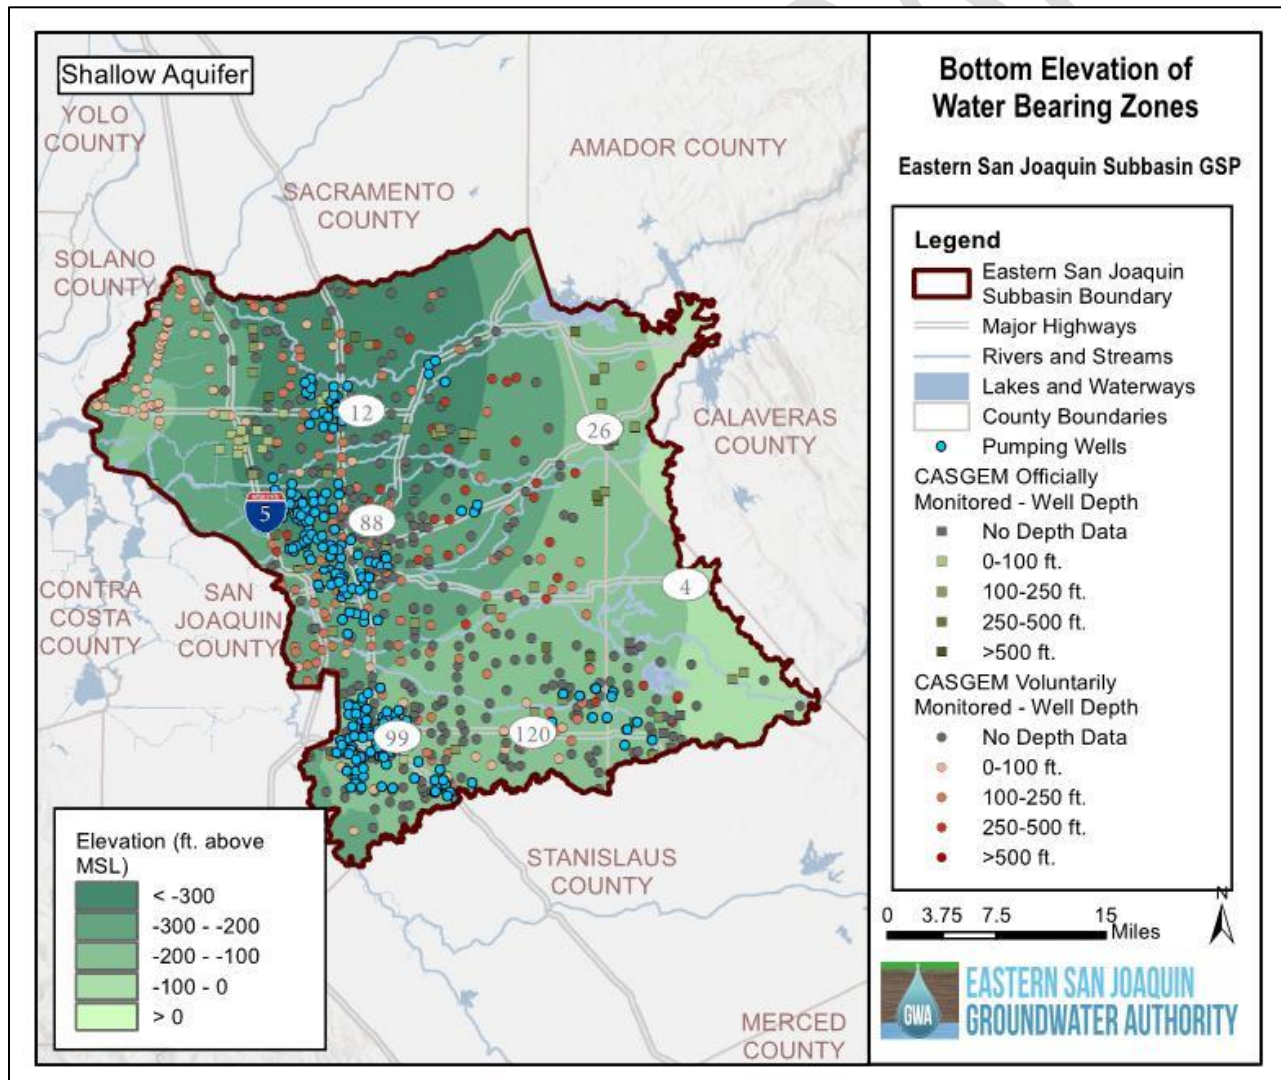 Shallow Aquifer
YOLO
COUNTY
AMADOR COUNTY
SACRAMENTO
COUNTY
SOLANO
COUNTY
12
26
CALAVERAS
COUNTY
5
88
4
CONTRA
COSTA
COUNTY
SAN
JOAQUIN
COUNTY
99
120
STANISLAUS
COUNTY
MERCED
COUNTY
Elevation (ft. above
MSL)
< -300
-300 - -200
-200 - -100
-100 - 0
> 0
Bottom Elevation of
Water Bearing Zones
Eastern San Joaquin Subbasin GSP
Legend
Eastern San Joaquin
Subbasin Boundary
Major Highways
Rivers and Streams
Lakes and Waterways
County Boundaries
Pumping Wells
CASGEM Officially
Monitored - Well Depth
No Depth Data
0-100 ft.
100-250 ft.
250-500 ft.
>500 ft.
CASGEM Voluntarily
Monitored - Well Depth
No Depth Data
0-100 ft.
100-250 ft.
250-500 ft.
>500 ft.
N
0 3.75 7.5 15
Miles
GWA
EASTERN SAN JOAQUIN
GROUNDWATER AUTHORITY